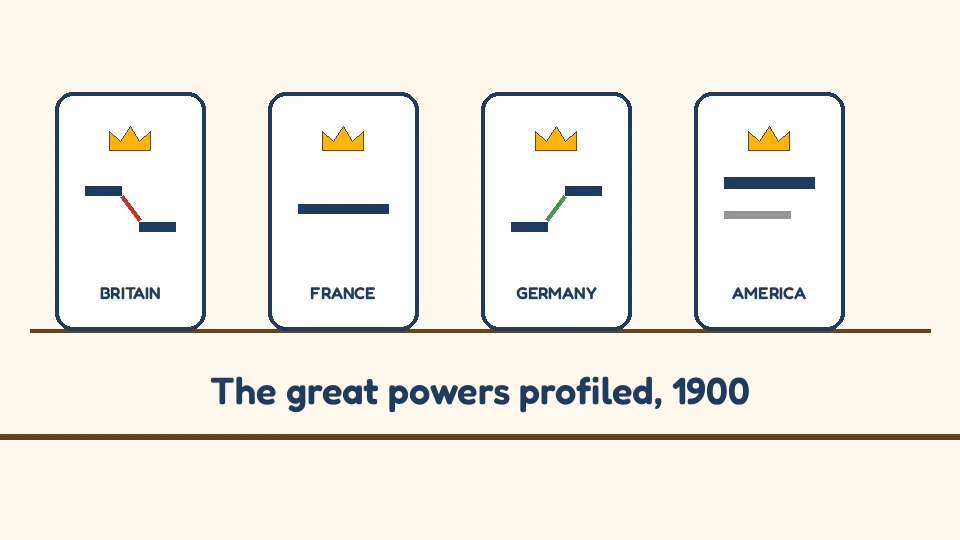 BRITAIN
FRANCE
GERMANY
AMERICA
The great powers profiled, 1900